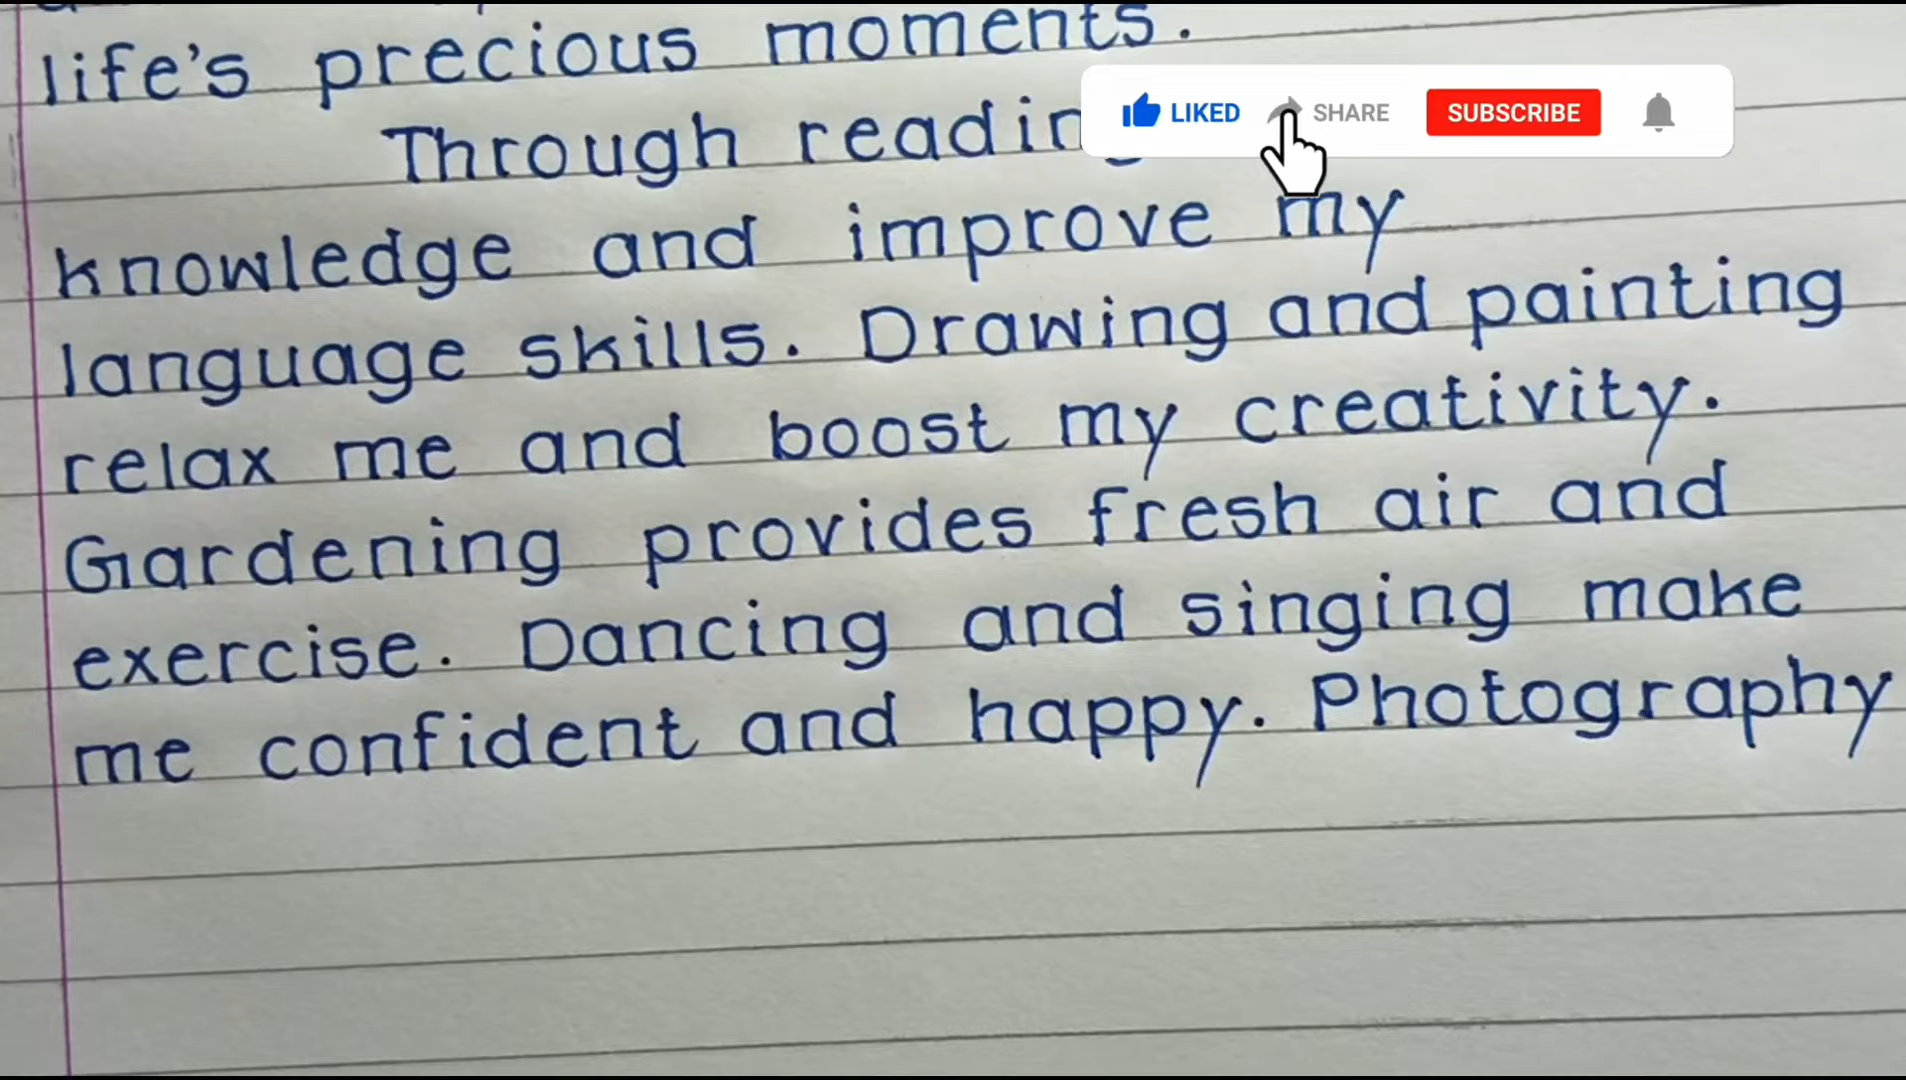 life's precious moments.
LIKED SHARE SUBSCRIBE
Through
knowledge and improve my
language skills. Drawing and painting
relax me and boost my creativity.
Gardening provides fresh air and
exercise. Dancing and singing make
me confident and happy. Photography